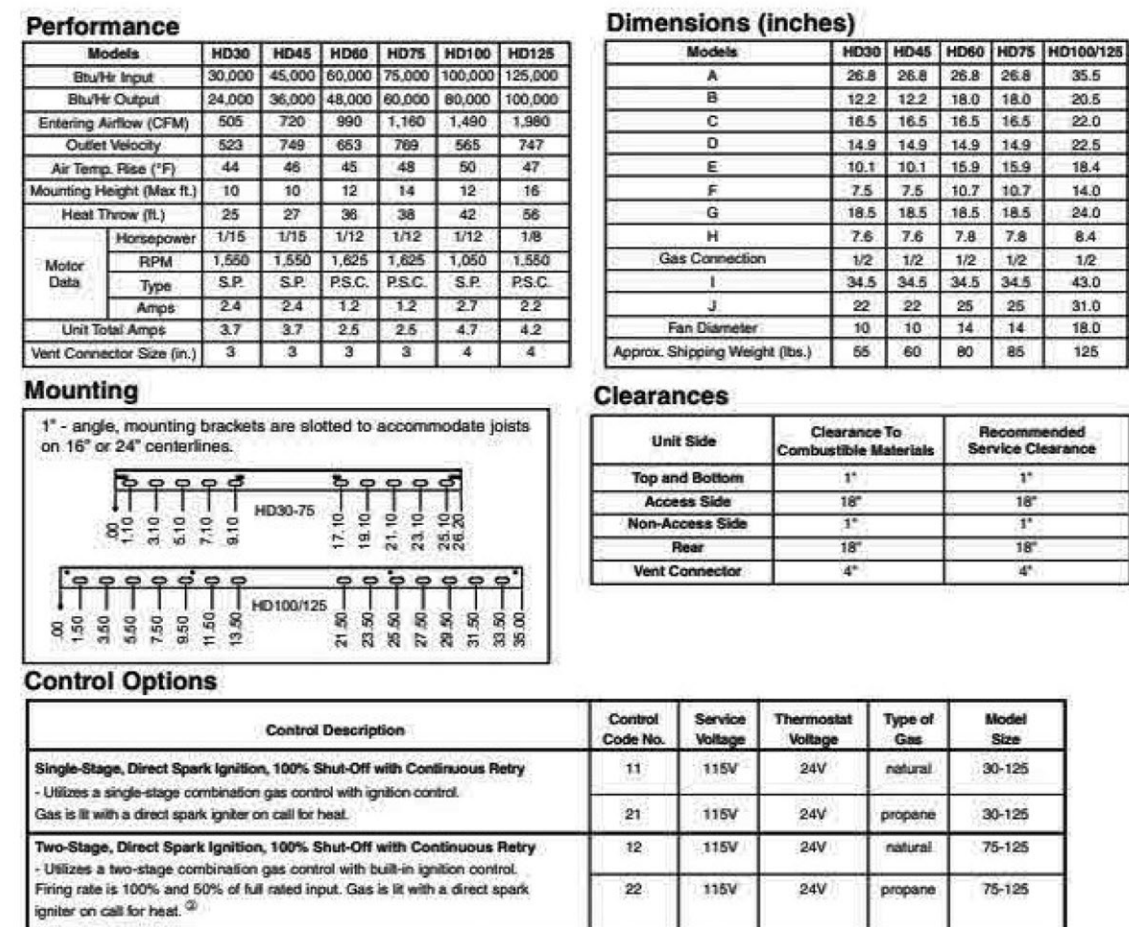 Performance
Models HD30 HD45 HD60 HD75 HD100 HD125
Btu/Hr Input 30,000 45,000 60,000 75,000 100,000 125,000
Btu/Hr Output 24,000 36,000 48,000 60,000 80,000 100,000
Entering Airflow (CFM) 505 720 990 1,160 1,490 1,980
Outlet Velocity 523 749 653 769 565 747
Air Temp. Rise (°F) 44 46 45 48 50 47
Mounting Height (Max ft.) 10 10 12 14 12 16
Heat Throw (ft.) 25 27 36 38 42 56
Motor Data
Horsepower 1/15 1/15 1/12 1/12 1/12 1/8
RPM 1,550 1,550 1,625 1,625 1,050 1,550
Type S.P. S.P. P.S.C. P.S.C. S.P. P.S.C.
Amps 2.4 2.4 1.2 1.2 2.7 2.2
Unit Total Amps 3.7 3.7 2.5 2.5 4.7 4.2
Vent Connector Size (in.) 3 3 3 3 4 4
Dimensions (inches)
Models HD30 HD45 HD60 HD75 HD100/125
A 26.8 26.8 26.8 26.8 35.5
B 12.2 12.2 18.0 18.0 20.5
C 16.5 16.5 16.5 16.5 22.0
D 14.9 14.9 14.9 14.9 22.5
E 10.1 10.1 15.9 15.9 18.4
F 7.5 7.5 10.7 10.7 14.0
G 18.5 18.5 18.5 18.5 24.0
H 7.6 7.6 7.8 7.8 8.4
Gas Connection 1/2 1/2 1/2 1/2 1/2
I 34.5 34.5 34.5 34.5 43.0
J 22 22 25 25 31.0
Fan Diameter 10 10 14 14 18.0
Approx. Shipping Weight (lbs.) 55 60 80 85 125
Mounting
1" - angle, mounting brackets are slotted to accommodate joists
on 16" or 24" centerlines.
HD30-75
.00 1.10 3.10 5.10 7.10 9.10 17.10 19.10 21.10 23.10 25.10 26.20
HD100/125
.00 1.50 3.50 5.50 7.50 9.50 11.50 13.50 21.50 23.50 25.50 27.50 29.50 31.50 33.50 35.00
Clearances
Unit Side Clearance To Combustible Materials Recommended Service Clearance
Top and Bottom 1" 1"
Access Side 18" 18"
Non-Access Side 1" 1"
Rear 18" 18"
Vent Connector 4" 4"
Control Options
Control Description Control Code No. Service Voltage Thermostat Voltage Type of Gas Model Size
Single-Stage, Direct Spark Ignition, 100% Shut-Off with Continuous Retry 11 115V 24V natural 30-125
- Utilizes a single-stage combination gas control with ignition control.
Gas is lit with a direct spark igniter on call for heat. 21 115V 24V propane 30-125
Two-Stage, Direct Spark Ignition, 100% Shut-Off with Continuous Retry 12 115V 24V natural 75-125
- Utilizes a two-stage combination gas control with built-in ignition control.
Firing rate is 100% and 50% of full rated input. Gas is lit with a direct spark 22 115V 24V propane 75-125
igniter on call for heat. ②